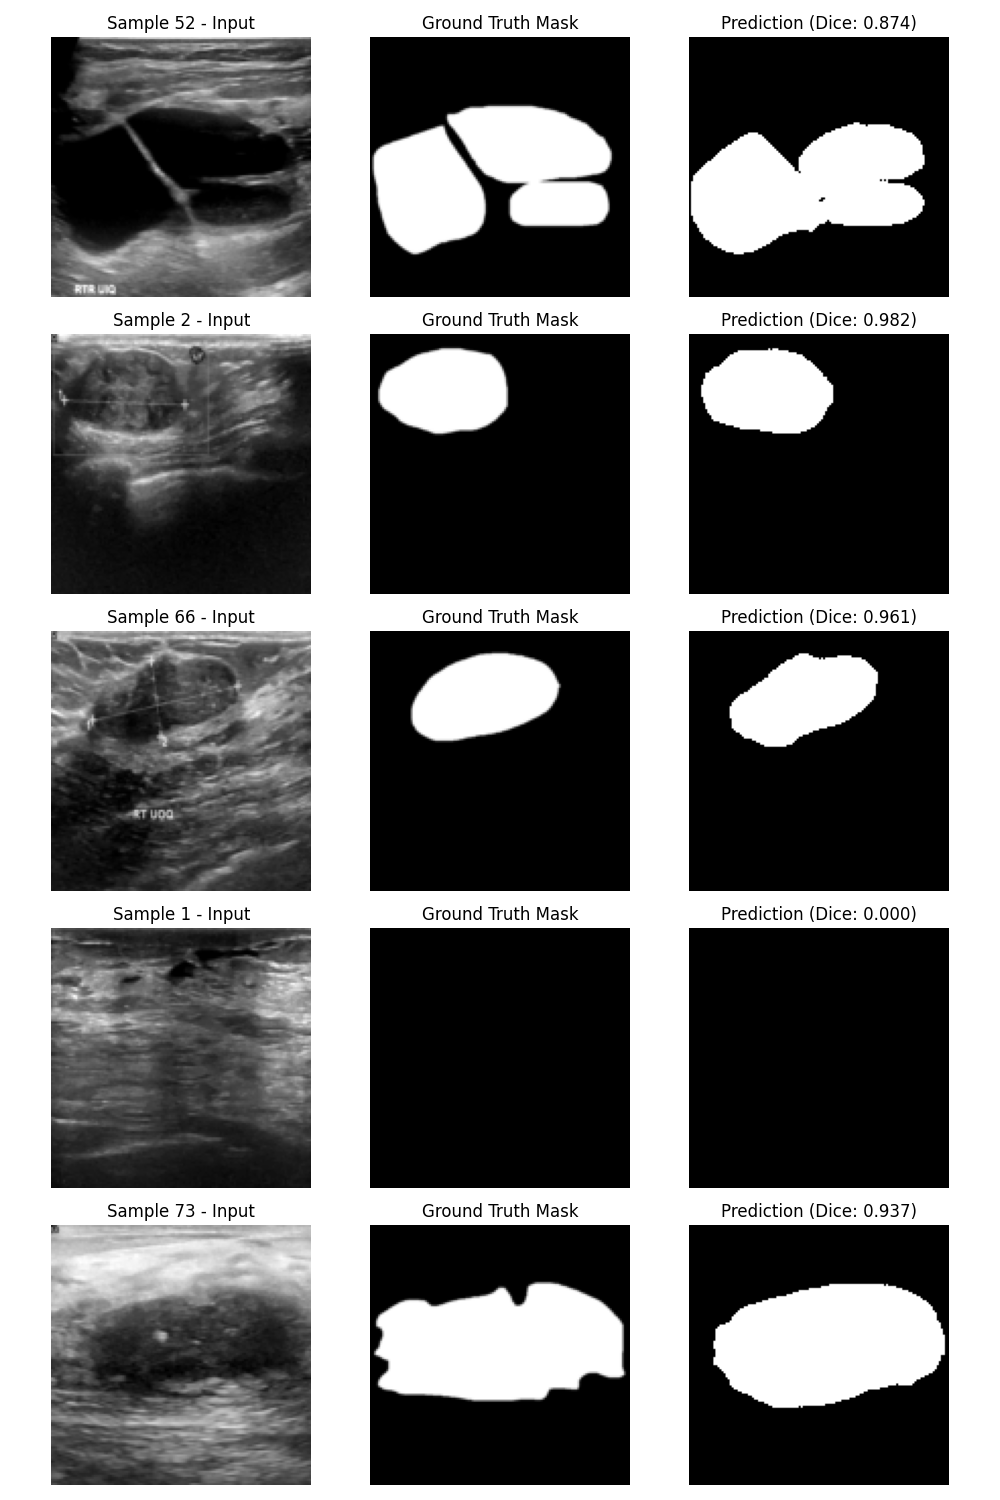 Sample 52 - Input
Ground Truth Mask
Prediction (Dice: 0.874)
RTR UIQ
Sample 2 - Input
Ground Truth Mask
Prediction (Dice: 0.982)
Sample 66 - Input
Ground Truth Mask
Prediction (Dice: 0.961)
RT UOQ
Sample 1 - Input
Ground Truth Mask
Prediction (Dice: 0.000)
Sample 73 - Input
Ground Truth Mask
Prediction (Dice: 0.937)